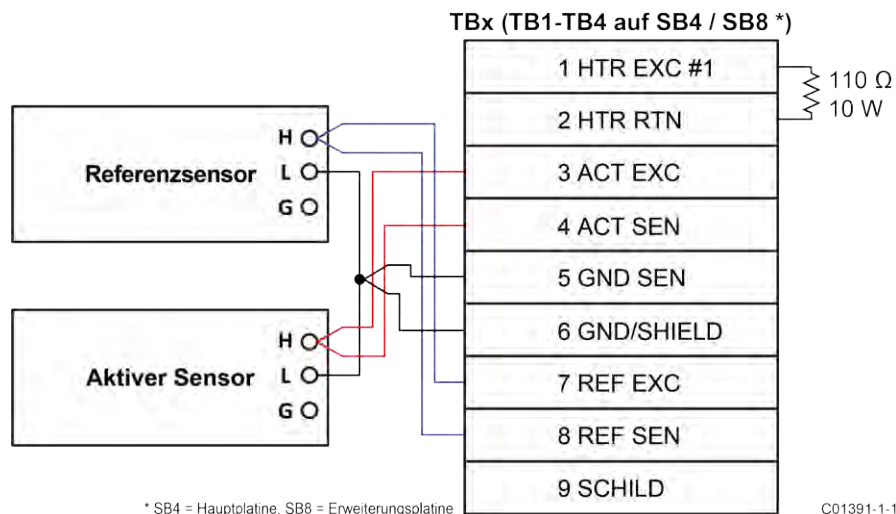 TBx (TB1-TB4 auf SB4 / SB8 *)
1 HTR EXC #1
110 Ω
10 W
2 HTR RTN
3 ACT EXC
4 ACT SEN
5 GND SEN
6 GND/SHIELD
7 REF EXC
8 REF SEN
9 SCHILD
Referenzsensor
H
L
G
Aktiver Sensor
H
L
G
* SB4 = Hauptplatine, SB8 = Erweiterungsplatine
C01391-1-1